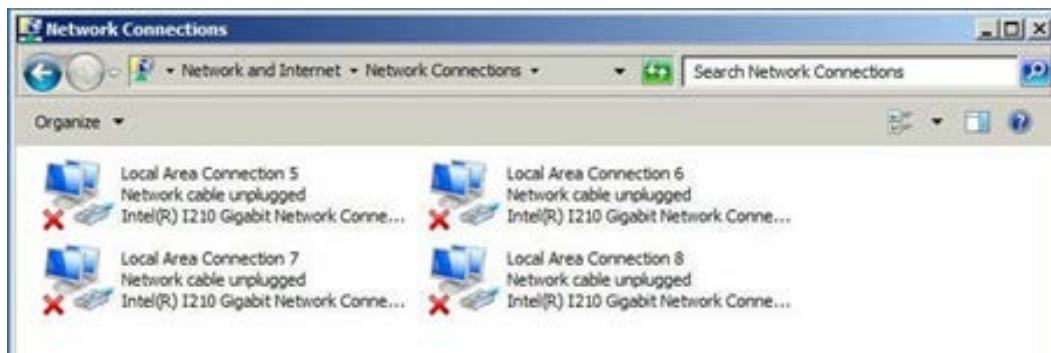 Network Connections
Network and Internet Network Connections
Search Network Connections
Organize
Local Area Connection 5
Network cable unplugged
Intel(R) I210 Gigabit Network Conne...
Local Area Connection 6
Network cable unplugged
Intel(R) I210 Gigabit Network Conne...
Local Area Connection 7
Network cable unplugged
Intel(R) I210 Gigabit Network Conne...
Local Area Connection 8
Network cable unplugged
Intel(R) I210 Gigabit Network Conne...